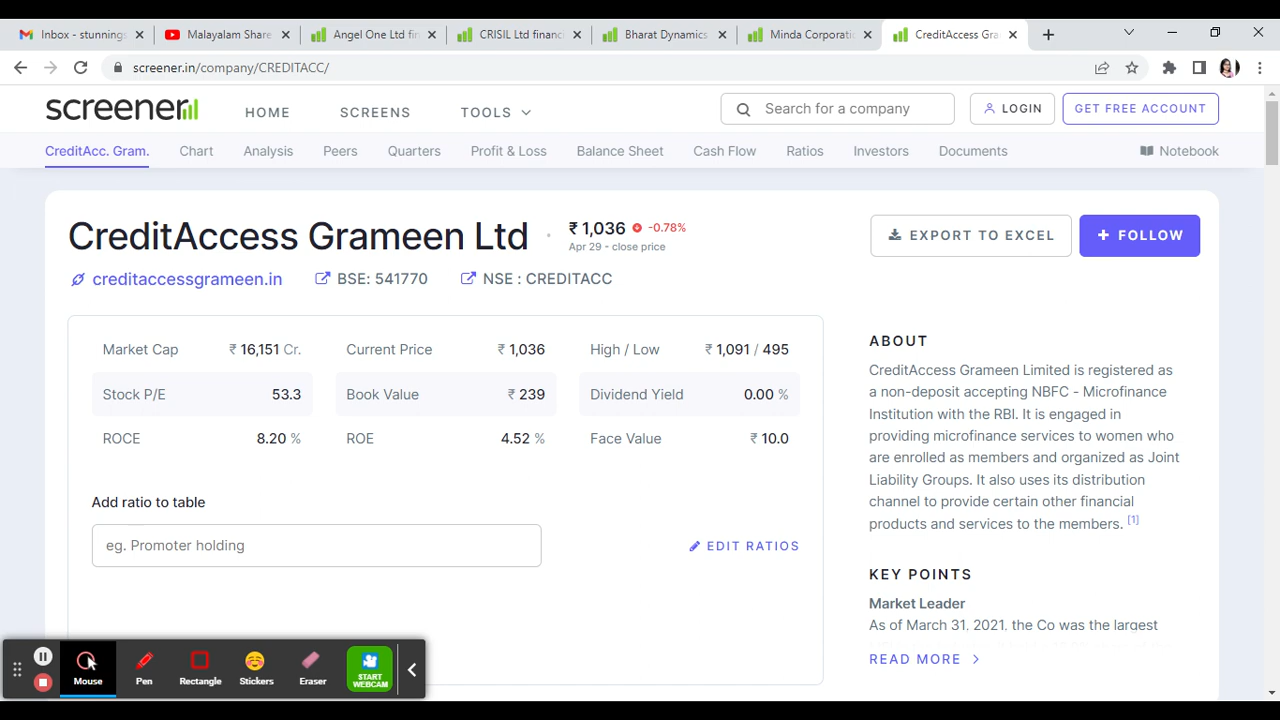 Inbox - stunnings
Malayalam Share
Angel One Ltd fin
CRISIL Ltd financ
Bharat Dynamics
Minda Corporati
CreditAccess Gra
screener.in/company/CREDITACC/
screener
HOME
SCREENS
TOOLS
Search for a company
LOGIN
GET FREE ACCOUNT
CreditAcc. Gram.
Chart
Analysis
Peers
Quarters
Profit & Loss
Balance Sheet
Cash Flow
Ratios
Investors
Documents
Notebook
CreditAccess Grameen Ltd
₹ 1,036 -0.78%
Apr 29 - close price
EXPORT TO EXCEL
+ FOLLOW
creditaccessgrameen.in
BSE: 541770
NSE : CREDITACC
Market Cap ₹ 16,151 Cr.
Current Price ₹ 1,036
High / Low ₹ 1,091 / 495
Stock P/E 53.3
Book Value ₹ 239
Dividend Yield 0.00 %
ROCE 8.20 %
ROE 4.52 %
Face Value ₹ 10.0
Add ratio to table
eg. Promoter holding
EDIT RATIOS
ABOUT
CreditAccess Grameen Limited is registered as
a non-deposit accepting NBFC - Microfinance
Institution with the RBI. It is engaged in
providing microfinance services to women who
are enrolled as members and organized as Joint
Liability Groups. It also uses its distribution
channel to provide certain other financial
products and services to the members. [1]
KEY POINTS
Market Leader
As of March 31, 2021, the Co was the largest
READ MORE
Mouse
Pen
Rectangle
Stickers
Eraser
START
WEBCAM